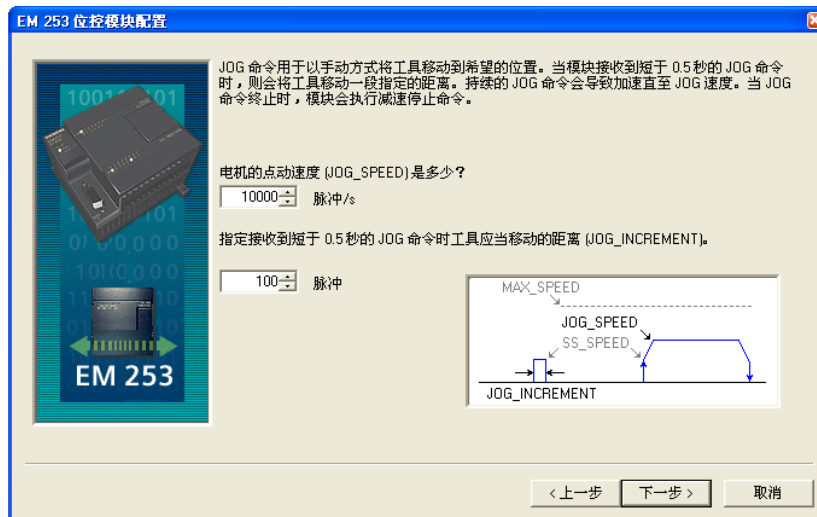 EM 253 位控模块配置
JOG 命令用于以手动方式将工具移动到希望的位置。当模块接收到短于 0.5 秒的 JOG 命令
时，则会将工具移动一段指定的距离。持续的 JOG 命令会导致加速直至 JOG 速度。当 JOG
命令终止时，模块会执行减速停止命令。
电机的点动速度 (JOG_SPEED) 是多少？
10000 脉冲/s
指定接收到短于 0.5 秒的 JOG 命令时工具应当移动的距离 (JOG_INCREMENT)。
100 脉冲
MAX_SPEED
JOG_SPEED
SS_SPEED
JOG_INCREMENT
EM 253
<上一步
下一步>
取消